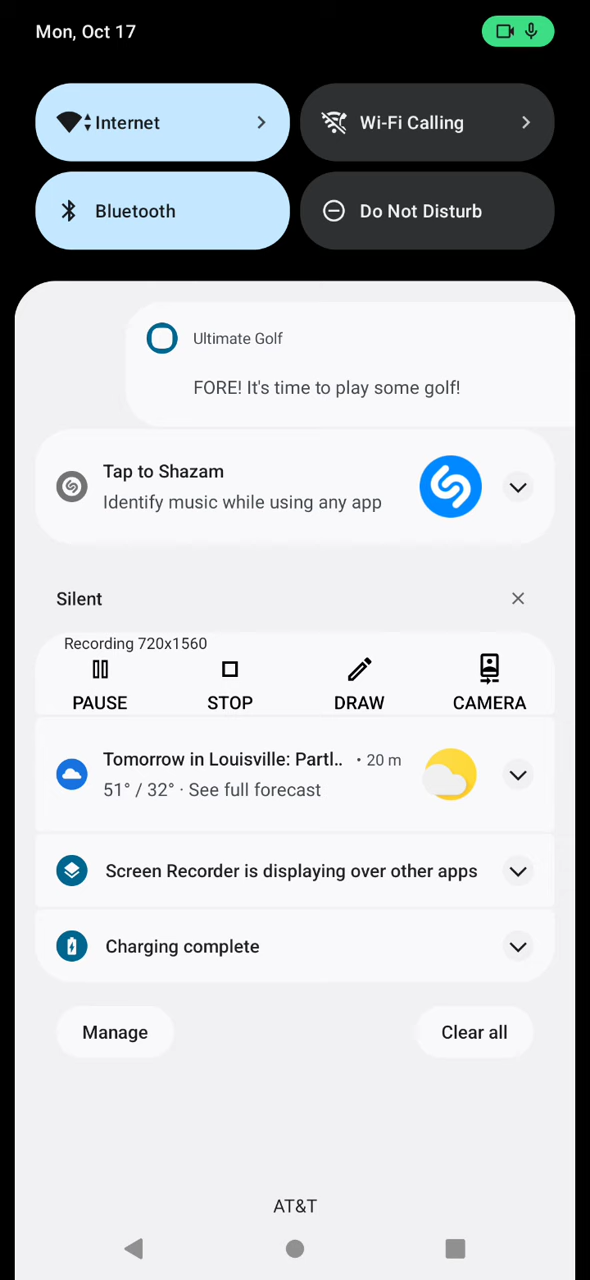 Mon, Oct 17
Internet
Wi-Fi Calling
Bluetooth
Do Not Disturb
Ultimate Golf
FORE! It's time to play some golf!
Tap to Shazam
Identify music while using any app
Silent
Recording 720x1560
PAUSE
STOP
DRAW
CAMERA
Tomorrow in Louisville: Partl.. • 20 m
51° / 32° · See full forecast
Screen Recorder is displaying over other apps
Charging complete
Manage
Clear all
AT&T